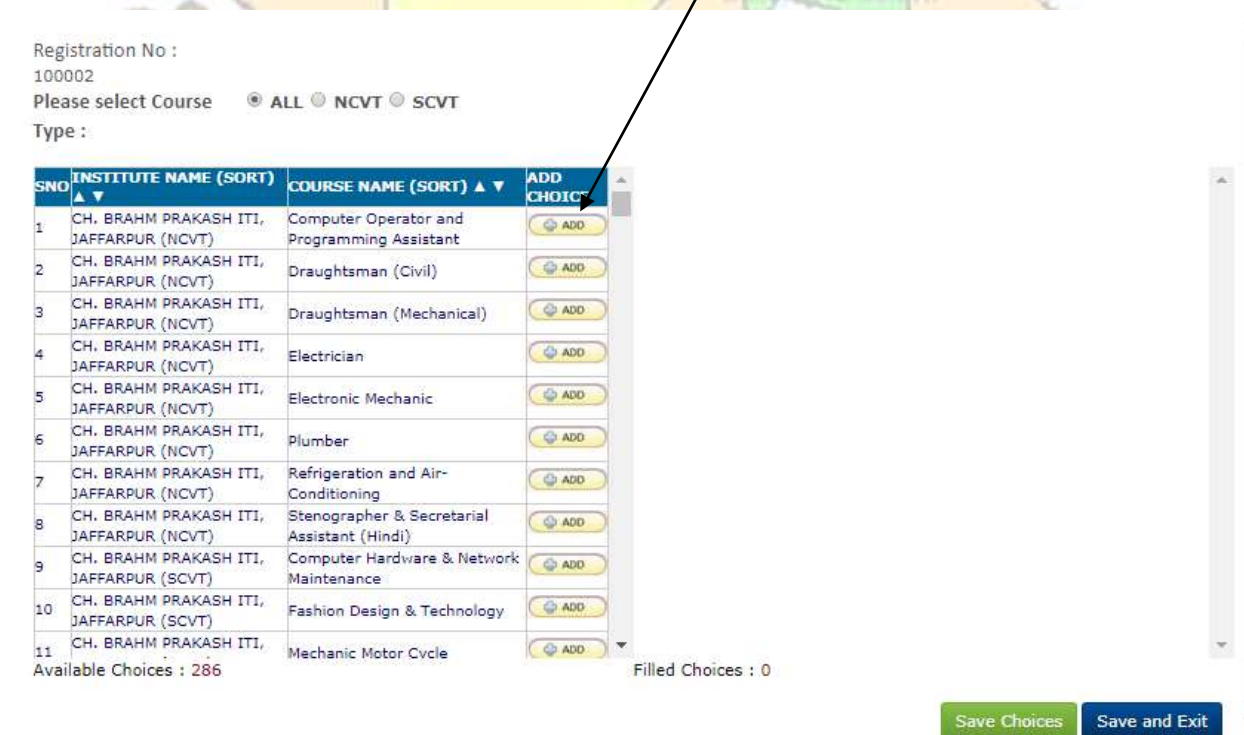 Registration No :
100002
Please select Course ALL NCVT SCVT
Type :
SNO INSTITUTE NAME (SORT) ▲ ▼ COURSE NAME (SORT) ▲ ▼ ADD
1 CH. BRAHM PRAKASH ITI, JAFFARPUR (NCVT) Computer Operator and Programming Assistant ADD
2 CH. BRAHM PRAKASH ITI, JAFFARPUR (NCVT) Draughtsman (Civil) ADD
3 CH. BRAHM PRAKASH ITI, JAFFARPUR (NCVT) Draughtsman (Mechanical) ADD
4 CH. BRAHM PRAKASH ITI, JAFFARPUR (NCVT) Electrician ADD
5 CH. BRAHM PRAKASH ITI, JAFFARPUR (NCVT) Electronic Mechanic ADD
6 CH. BRAHM PRAKASH ITI, JAFFARPUR (NCVT) Plumber ADD
7 CH. BRAHM PRAKASH ITI, JAFFARPUR (NCVT) Refrigeration and Air-Conditioning ADD
8 CH. BRAHM PRAKASH ITI, JAFFARPUR (NCVT) Stenographer & Secretarial Assistant (Hindi) ADD
9 CH. BRAHM PRAKASH ITI, JAFFARPUR (SCVT) Computer Hardware & Network Maintenance ADD
10 CH. BRAHM PRAKASH ITI, JAFFARPUR (SCVT) Fashion Design & Technology ADD
11 CH. BRAHM PRAKASH ITI, Mechanic Motor Cycle ADD
Available Choices : 286
Filled Choices : 0
Save Choices Save and Exit